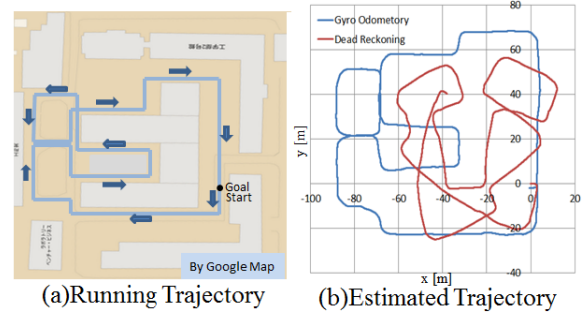 Goal
Start
By Google Map
(a)Running Trajectory
Gyro Odometory
Dead Reckoning
80
60
40
20
0
-20
-40
y [m]
-100 -80 -60 -40 -20 0 20
x [m]
(b)Estimated Trajectory